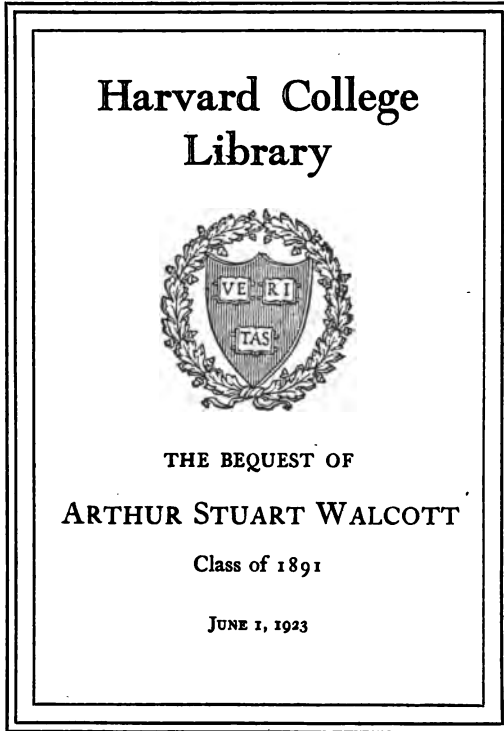 Harvard College
Library
VE RI
TAS
THE BEQUEST OF
ARTHUR STUART WALCOTT
Class of 1891
JUNE 1, 1923